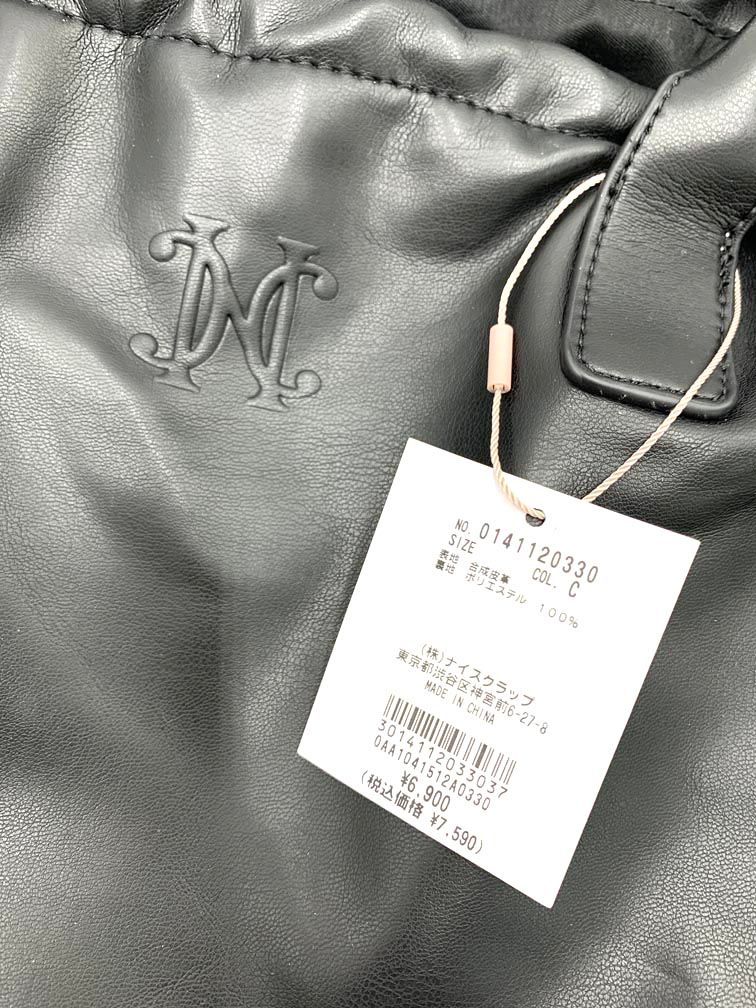 NO. 0141120330
SIZE COL. C
表地 合成皮革
裏地 ポリエステル 100%
(株)ナイスクラップ
東京都渋谷区神宮前6-27-8
MADE IN CHINA
3014112033037
0AA1041512A0330
¥6,900
(税込価格 ¥7,590)